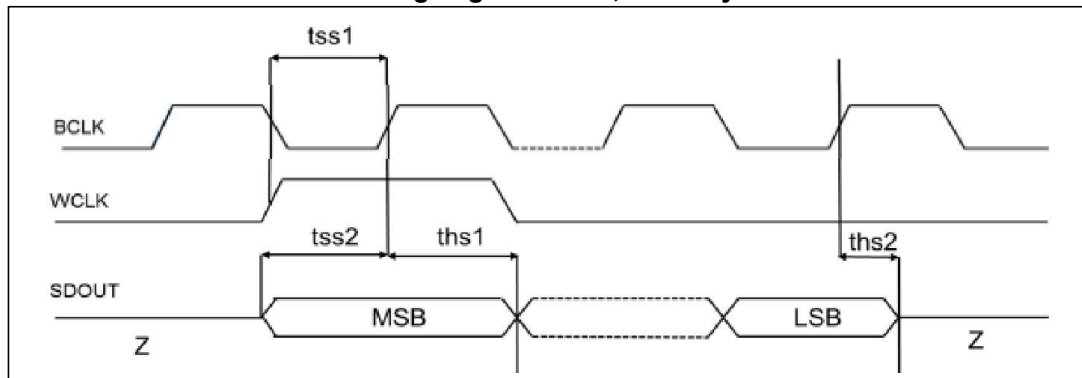 tss1
BCLK
WCLK
tss2 ths1 ths2
SDOUT
MSB LSB
Z Z